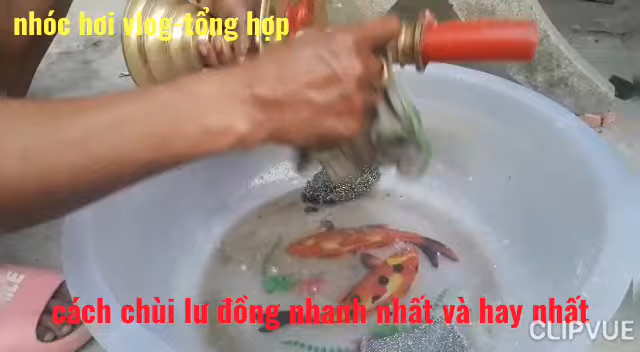 nhóc hơi vlog-tổng hợp
cách chùi lư đồng nhanh nhất và hay nhất
CLIPVUE